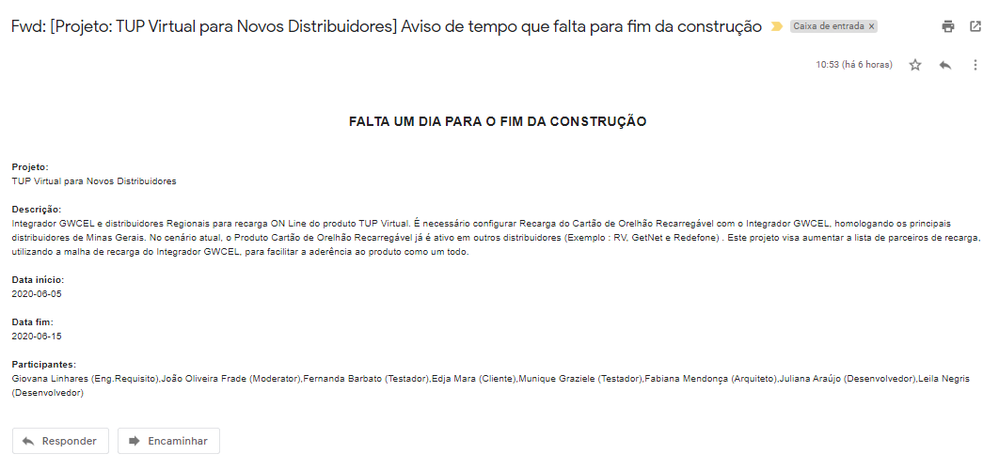 Fwd: [Projeto: TUP Virtual para Novos Distribuidores] Aviso de tempo que falta para fim da construção
Caixa de entrada x
10:53 (há 6 horas)
FALTA UM DIA PARA O FIM DA CONSTRUÇÃO
Projeto:
TUP Virtual para Novos Distribuidores
Descrição:
Integrador GWCEL e distribuidores Regionais para recarga ON Line do produto TUP Virtual. É necessário configurar Recarga do Cartão de Orelhão Recarregável com o Integrador GWCEL, homologando os principais
distribuidores de Minas Gerais. No cenário atual, o Produto Cartão de Orelhão Recarregável já é ativo em outros distribuidores (Exemplo : RV, GetNet e Redefone) . Este projeto visa aumentar a lista de parceiros de recarga,
utilizando a malha de recarga do Integrador GWCEL, para facilitar a aderência ao produto como um todo.
Data início:
2020-06-05
Data fim:
2020-06-15
Participantes:
Giovana Linhares (Eng.Requisito),João Oliveira Frade (Moderator),Fernanda Barbato (Testador),Edja Mara (Cliente),Munique Graziele (Testador),Fabiana Mendonça (Arquiteto),Juliana Araújo (Desenvolvedor),Leila Negris
(Desenvolvedor)
Responder
Encaminhar